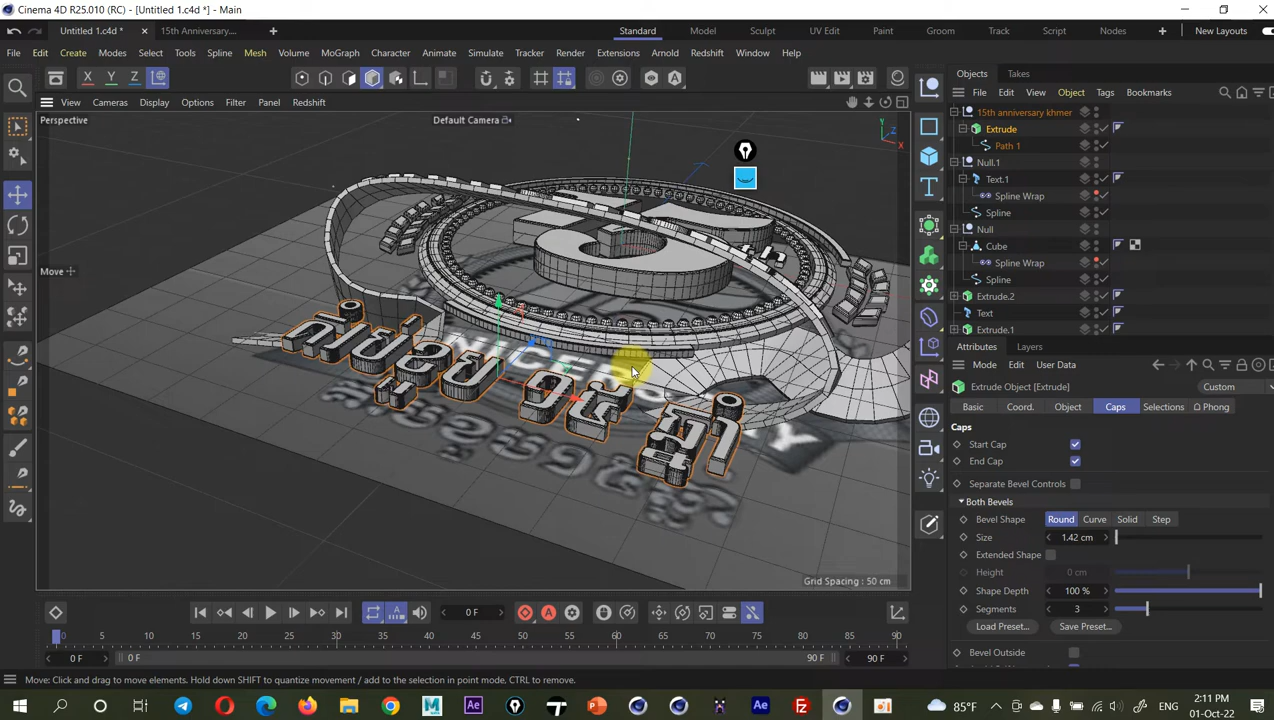 Cinema 4D R25.010 (RC) - [Untitled 1.c4d *] - Main
Untitled 1.c4d *
15th Anniversary....
Standard
Model
Sculpt
UV Edit
Paint
Groom
Track
Script
Nodes
New Layouts
File
Edit
Create
Modes
Select
Tools
Spline
Mesh
Volume
MoGraph
Character
Animate
Simulate
Tracker
Render
Extensions
Arnold
Redshift
Window
Help
X
Y
Z
Objects
Takes
View
Cameras
Display
Options
Filter
Panel
Redshift
File
Edit
View
Object
Tags
Bookmarks
Perspective
Default Camera
Y
Z
X
15th anniversary khmer
Extrude
Path 1
Null.1
Text.1
Spline Wrap
Spline
Null
Cube
Spline Wrap
Spline
Extrude.2
Text
Extrude.1
Move
Attributes
Layers
Mode
Edit
User Data
Extrude Object [Extrude]
Custom
Basic
Coord.
Object
Caps
Selections
Phong
Caps
Start Cap
End Cap
Separate Bevel Controls
Both Bevels
Bevel Shape
Round
Curve
Solid
Step
Size
1.42 cm
Extended Shape
Height
0 cm
Shape Depth
100 %
Segments
3
Load Preset...
Save Preset...
Bevel Outside
Grid Spacing : 50 cm
0 F
0 5 10 15 20 25 30 35 40 45 50 55 60 65 70 75 80 85 90
0 F
0 F
90 F
90 F
Move: Click and drag to move elements. Hold down SHIFT to quantize movement / add to the selection in point mode, CTRL to remove.
85°F
ENG
2:11 PM
01-Oct-22